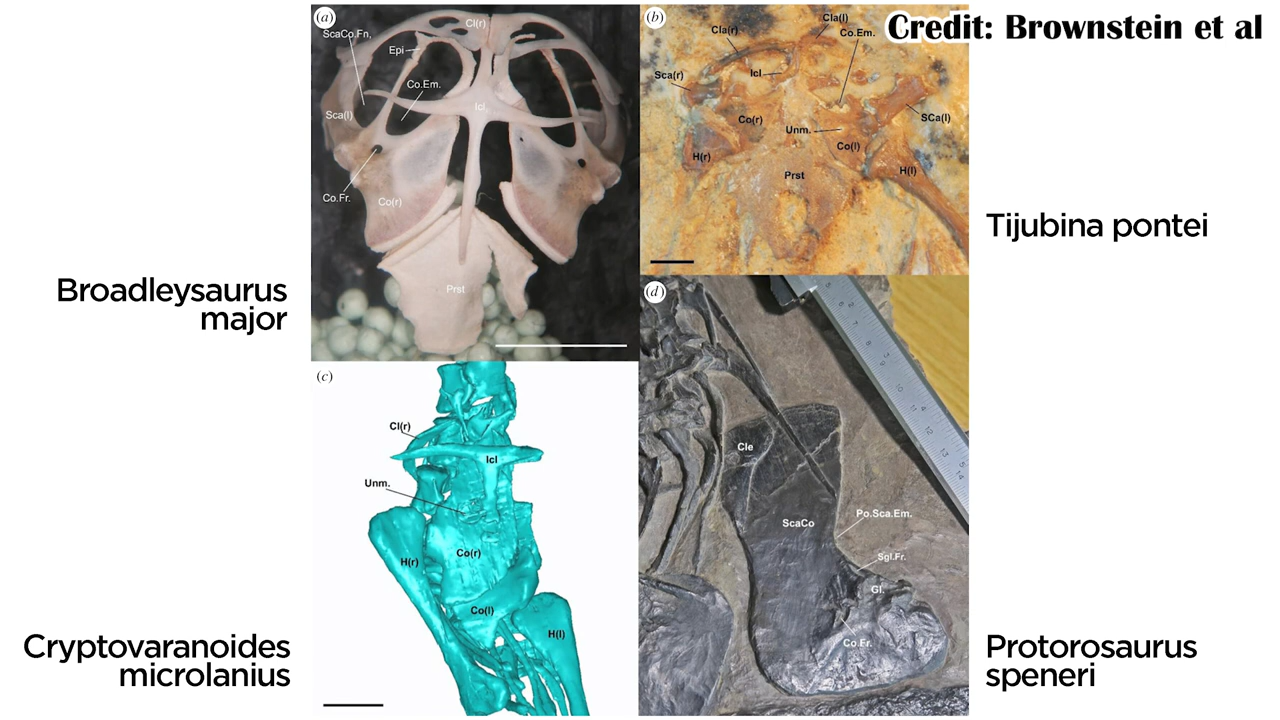 Credit: Brownstein et al
(a)
Cl(r)
ScaCo.Fn,
Epi
Co.Em.
Icl
Sca(l)
Co.Fr.
Co(r)
Prst
(b)
Cla(l)
Cla(r)
Co.Em.
Icl
Sca(r)
SCa(l)
Co(r)
Unm.
Co(l)
H(r)
H(l)
Prst
Tijubina pontei
Broadleysaurus
major
(c)
Cl(r)
Icl
Unm.
Co(r)
H(r)
Co(l)
H(l)
Cryptovaranoides
microlanius
(d)
Cle
ScaCo
Po.Sca.Em.
Sgl.Fr.
Gl.
Co.Fr.
Protorosaurus
speneri